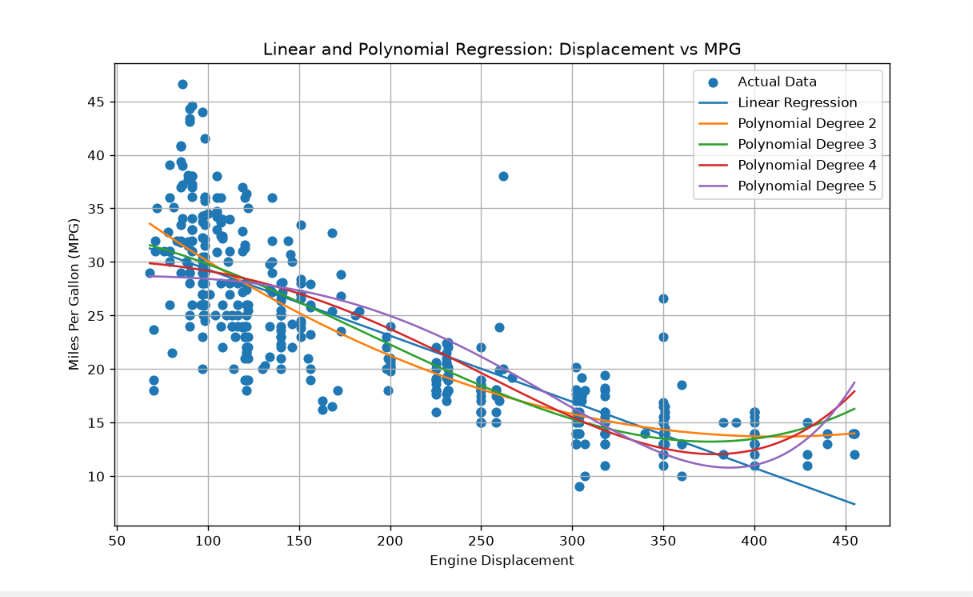 Linear and Polynomial Regression: Displacement vs MPG
Actual Data
Linear Regression
Polynomial Degree 2
Polynomial Degree 3
Polynomial Degree 4
Polynomial Degree 5
Miles Per Gallon (MPG)
45
40
35
30
25
20
15
10
50 100 150 200 250 300 350 400 450
Engine Displacement